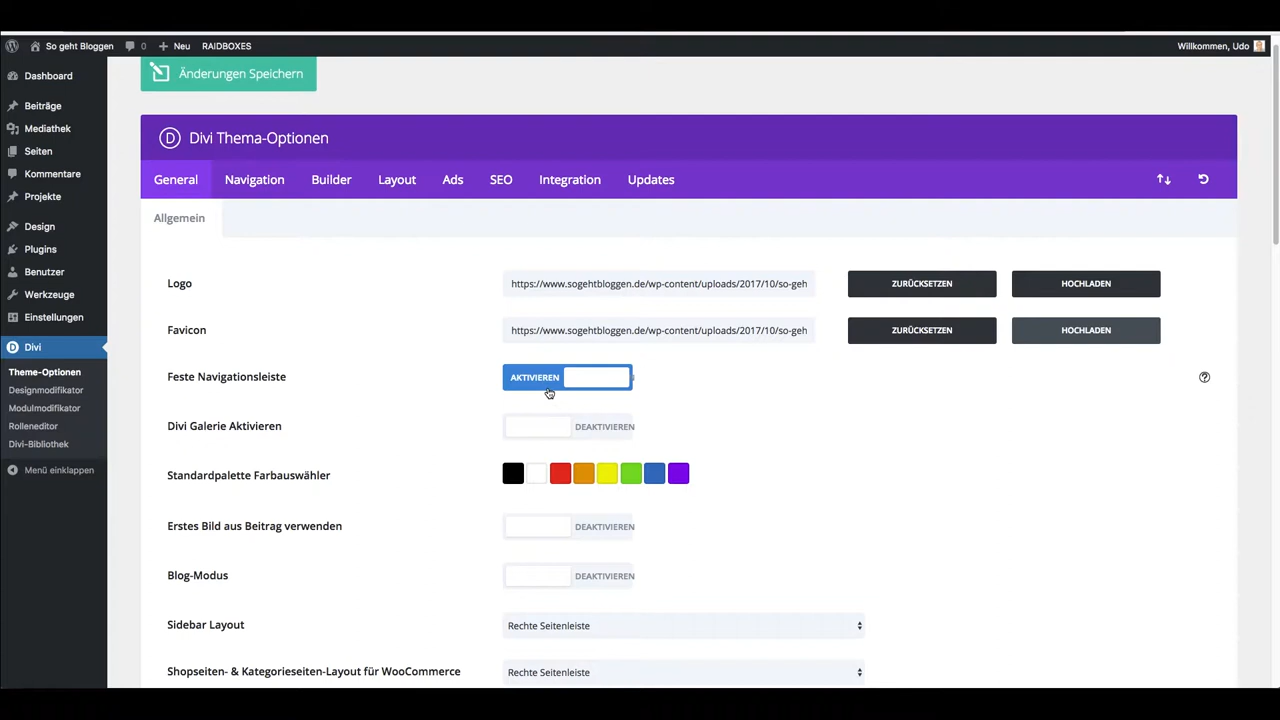 So geht Bloggen 0 Neu RAIDBOXES Willkommen, Udo
Dashboard
Beiträge
Mediathek
Seiten
Kommentare
Projekte
Design
Plugins
Benutzer
Werkzeuge
Einstellungen
Divi
Theme-Optionen
Designmodifikator
Modulmodifikator
Rolleneditor
Divi-Bibliothek
Menü einklappen
Änderungen Speichern
Divi Thema-Optionen
General Navigation Builder Layout Ads SEO Integration Updates
Allgemein
Logo https://www.sogehtbloggen.de/wp-content/uploads/2017/10/so-geh ZURÜCKSETZEN HOCHLADEN
Favicon https://www.sogehtbloggen.de/wp-content/uploads/2017/10/so-geh ZURÜCKSETZEN HOCHLADEN
Feste Navigationsleiste AKTIVIEREN
Divi Galerie Aktivieren DEAKTIVIEREN
Standardpalette Farbauswähler
Erstes Bild aus Beitrag verwenden DEAKTIVIEREN
Blog-Modus DEAKTIVIEREN
Sidebar Layout Rechte Seitenleiste
Shopseiten- & Kategorieseiten-Layout für WooCommerce Rechte Seitenleiste